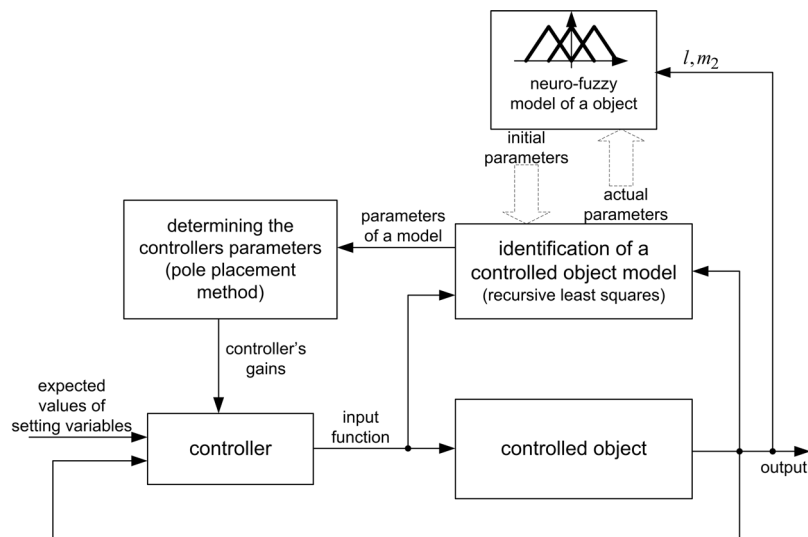 l, m2
neuro-fuzzy
model of a object
initial
parameters
actual
parameters
determining the
controllers parameters
(pole placement
method)
parameters
of a model
identification of a
controlled object model
(recursive least squares)
controller's
gains
expected
values of
setting variables
controller
input
function
controlled object
output